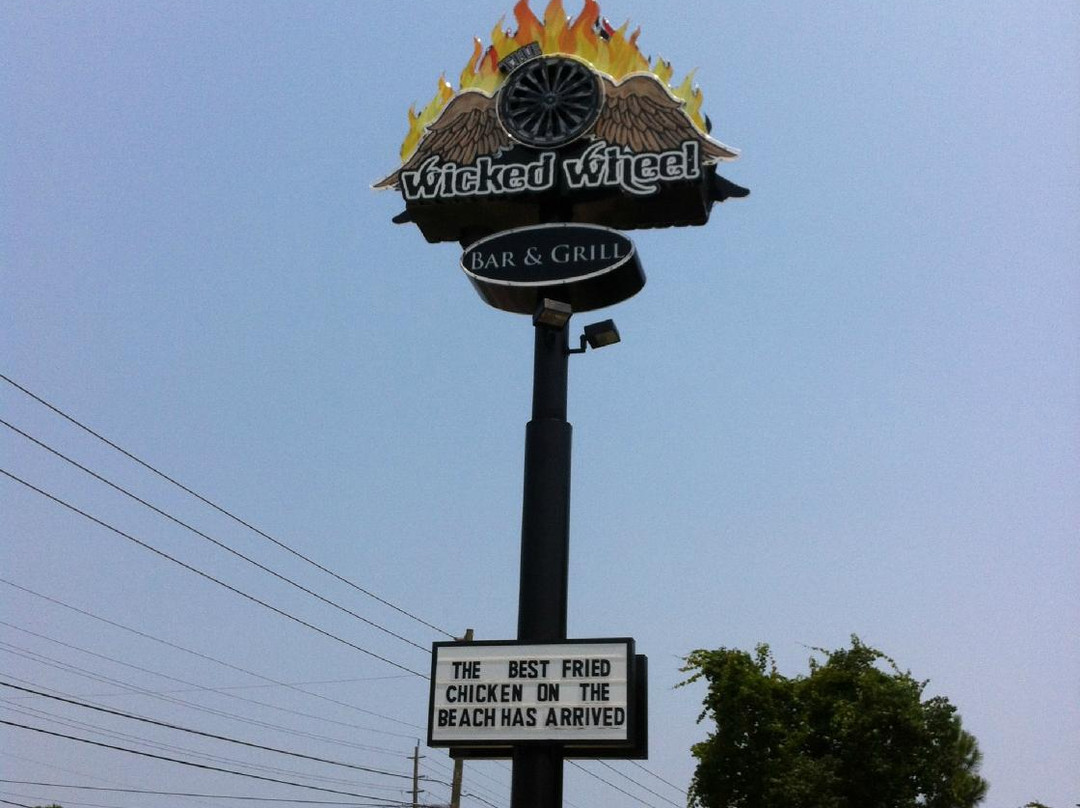 Wicked Wheel
BAR & GRILL
THE BEST FRIED
CHICKEN ON THE
BEACH HAS ARRIVED